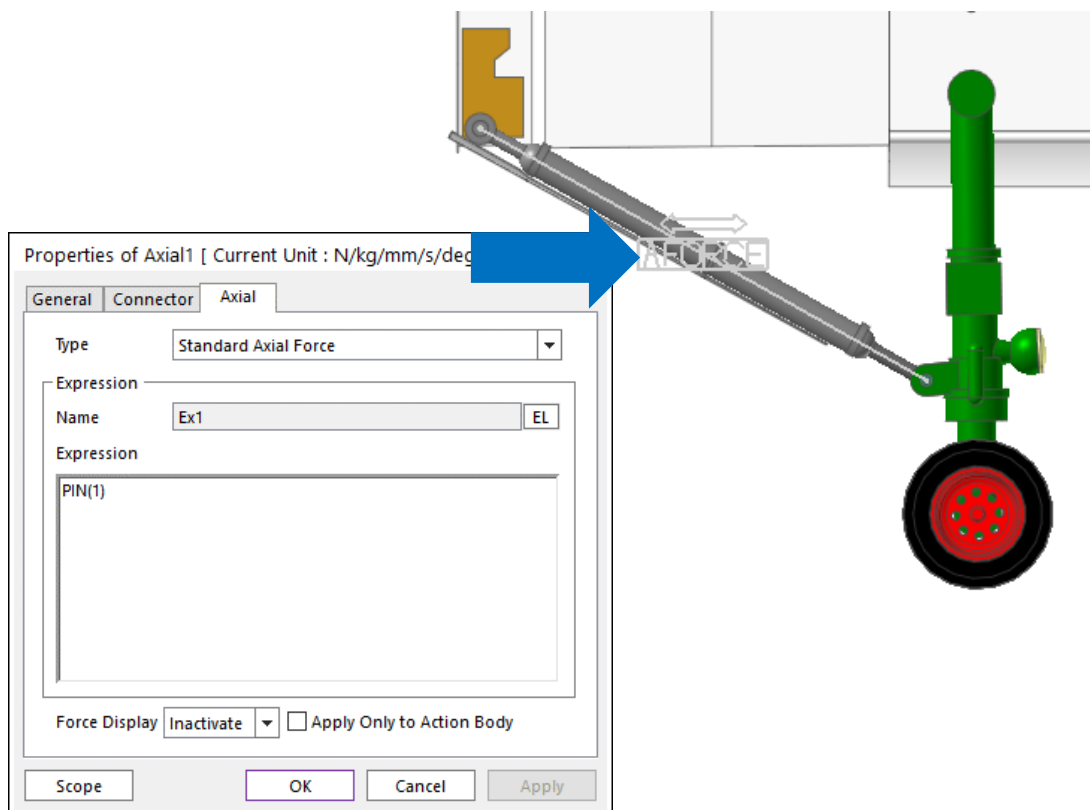 AFORCE
Properties of Axial1 [ Current Unit : N/kg/mm/s/deg
General Connector Axial
Type Standard Axial Force
Expression
Name Ex1 EL
Expression
PIN(1)
Force Display Inactivate Apply Only to Action Body
Scope OK Cancel Apply